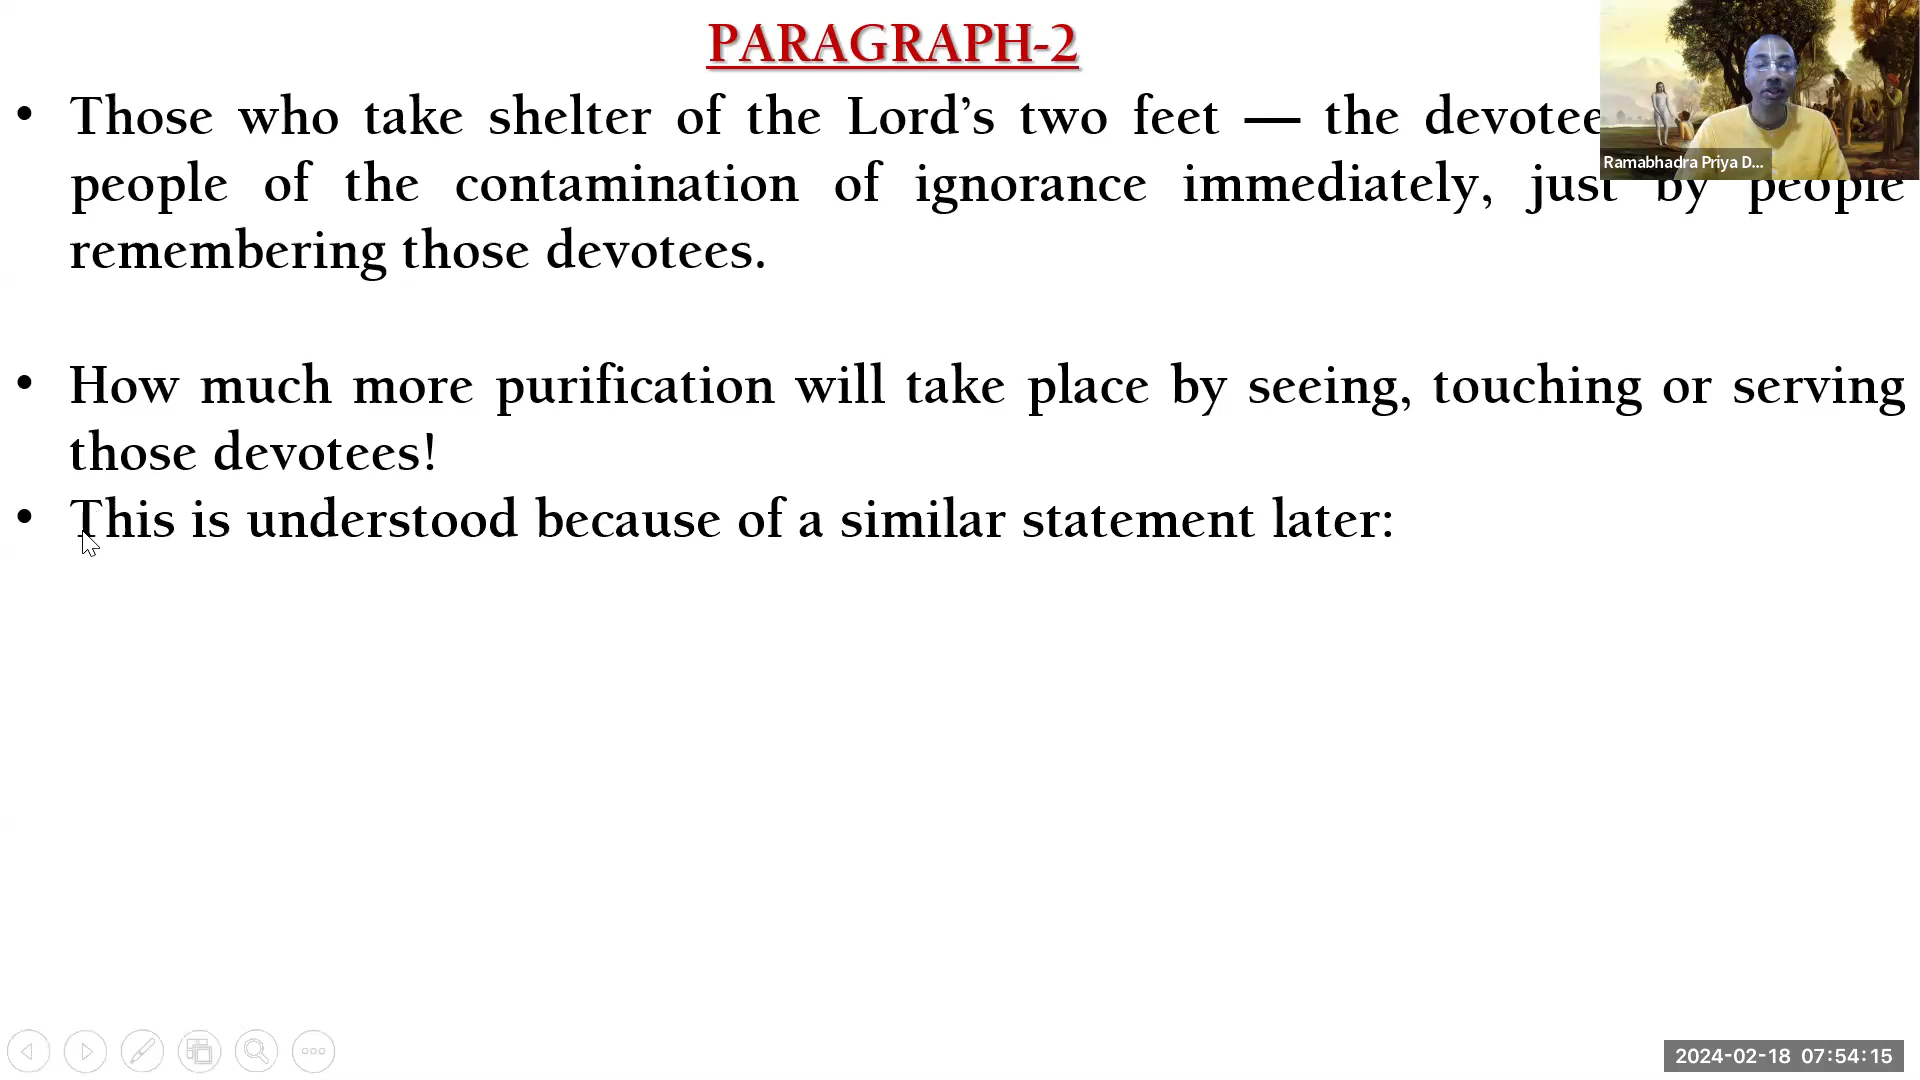 PARAGRAPH-2
• Those who take shelter of the Lord’s two feet — the devotee
people of the contamination of ignorance immediately, just by people
remembering those devotees.
• How much more purification will take place by seeing, touching or serving
those devotees!
• This is understood because of a similar statement later:
Ramabhadra Priya D...
2024-02-18 07:54:15